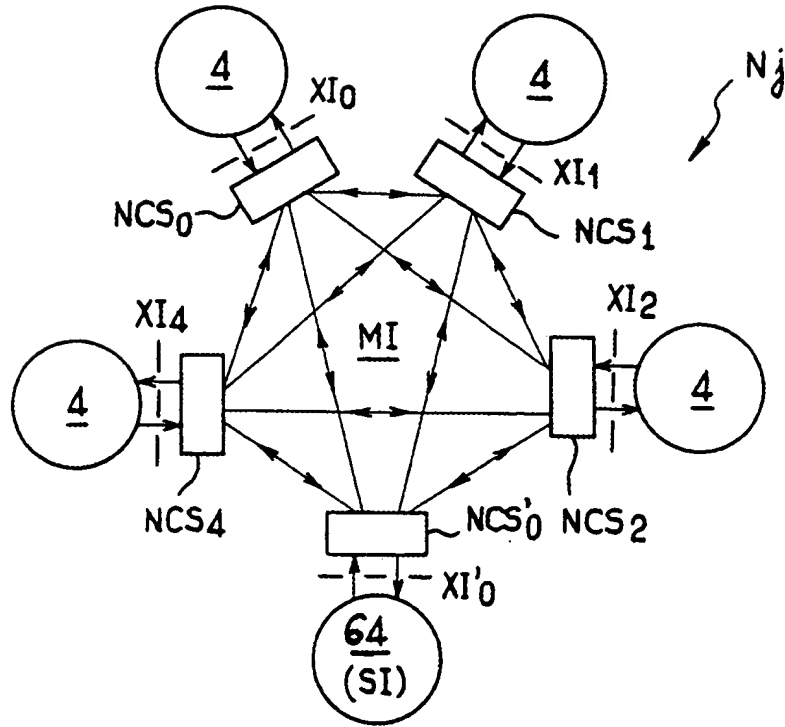 4
4
Nj
XI0
XI1
NCS0
NCS1
XI4
MI
XI2
4
4
NCS4
NCS'0
NCS2
XI'0
64
(SI)